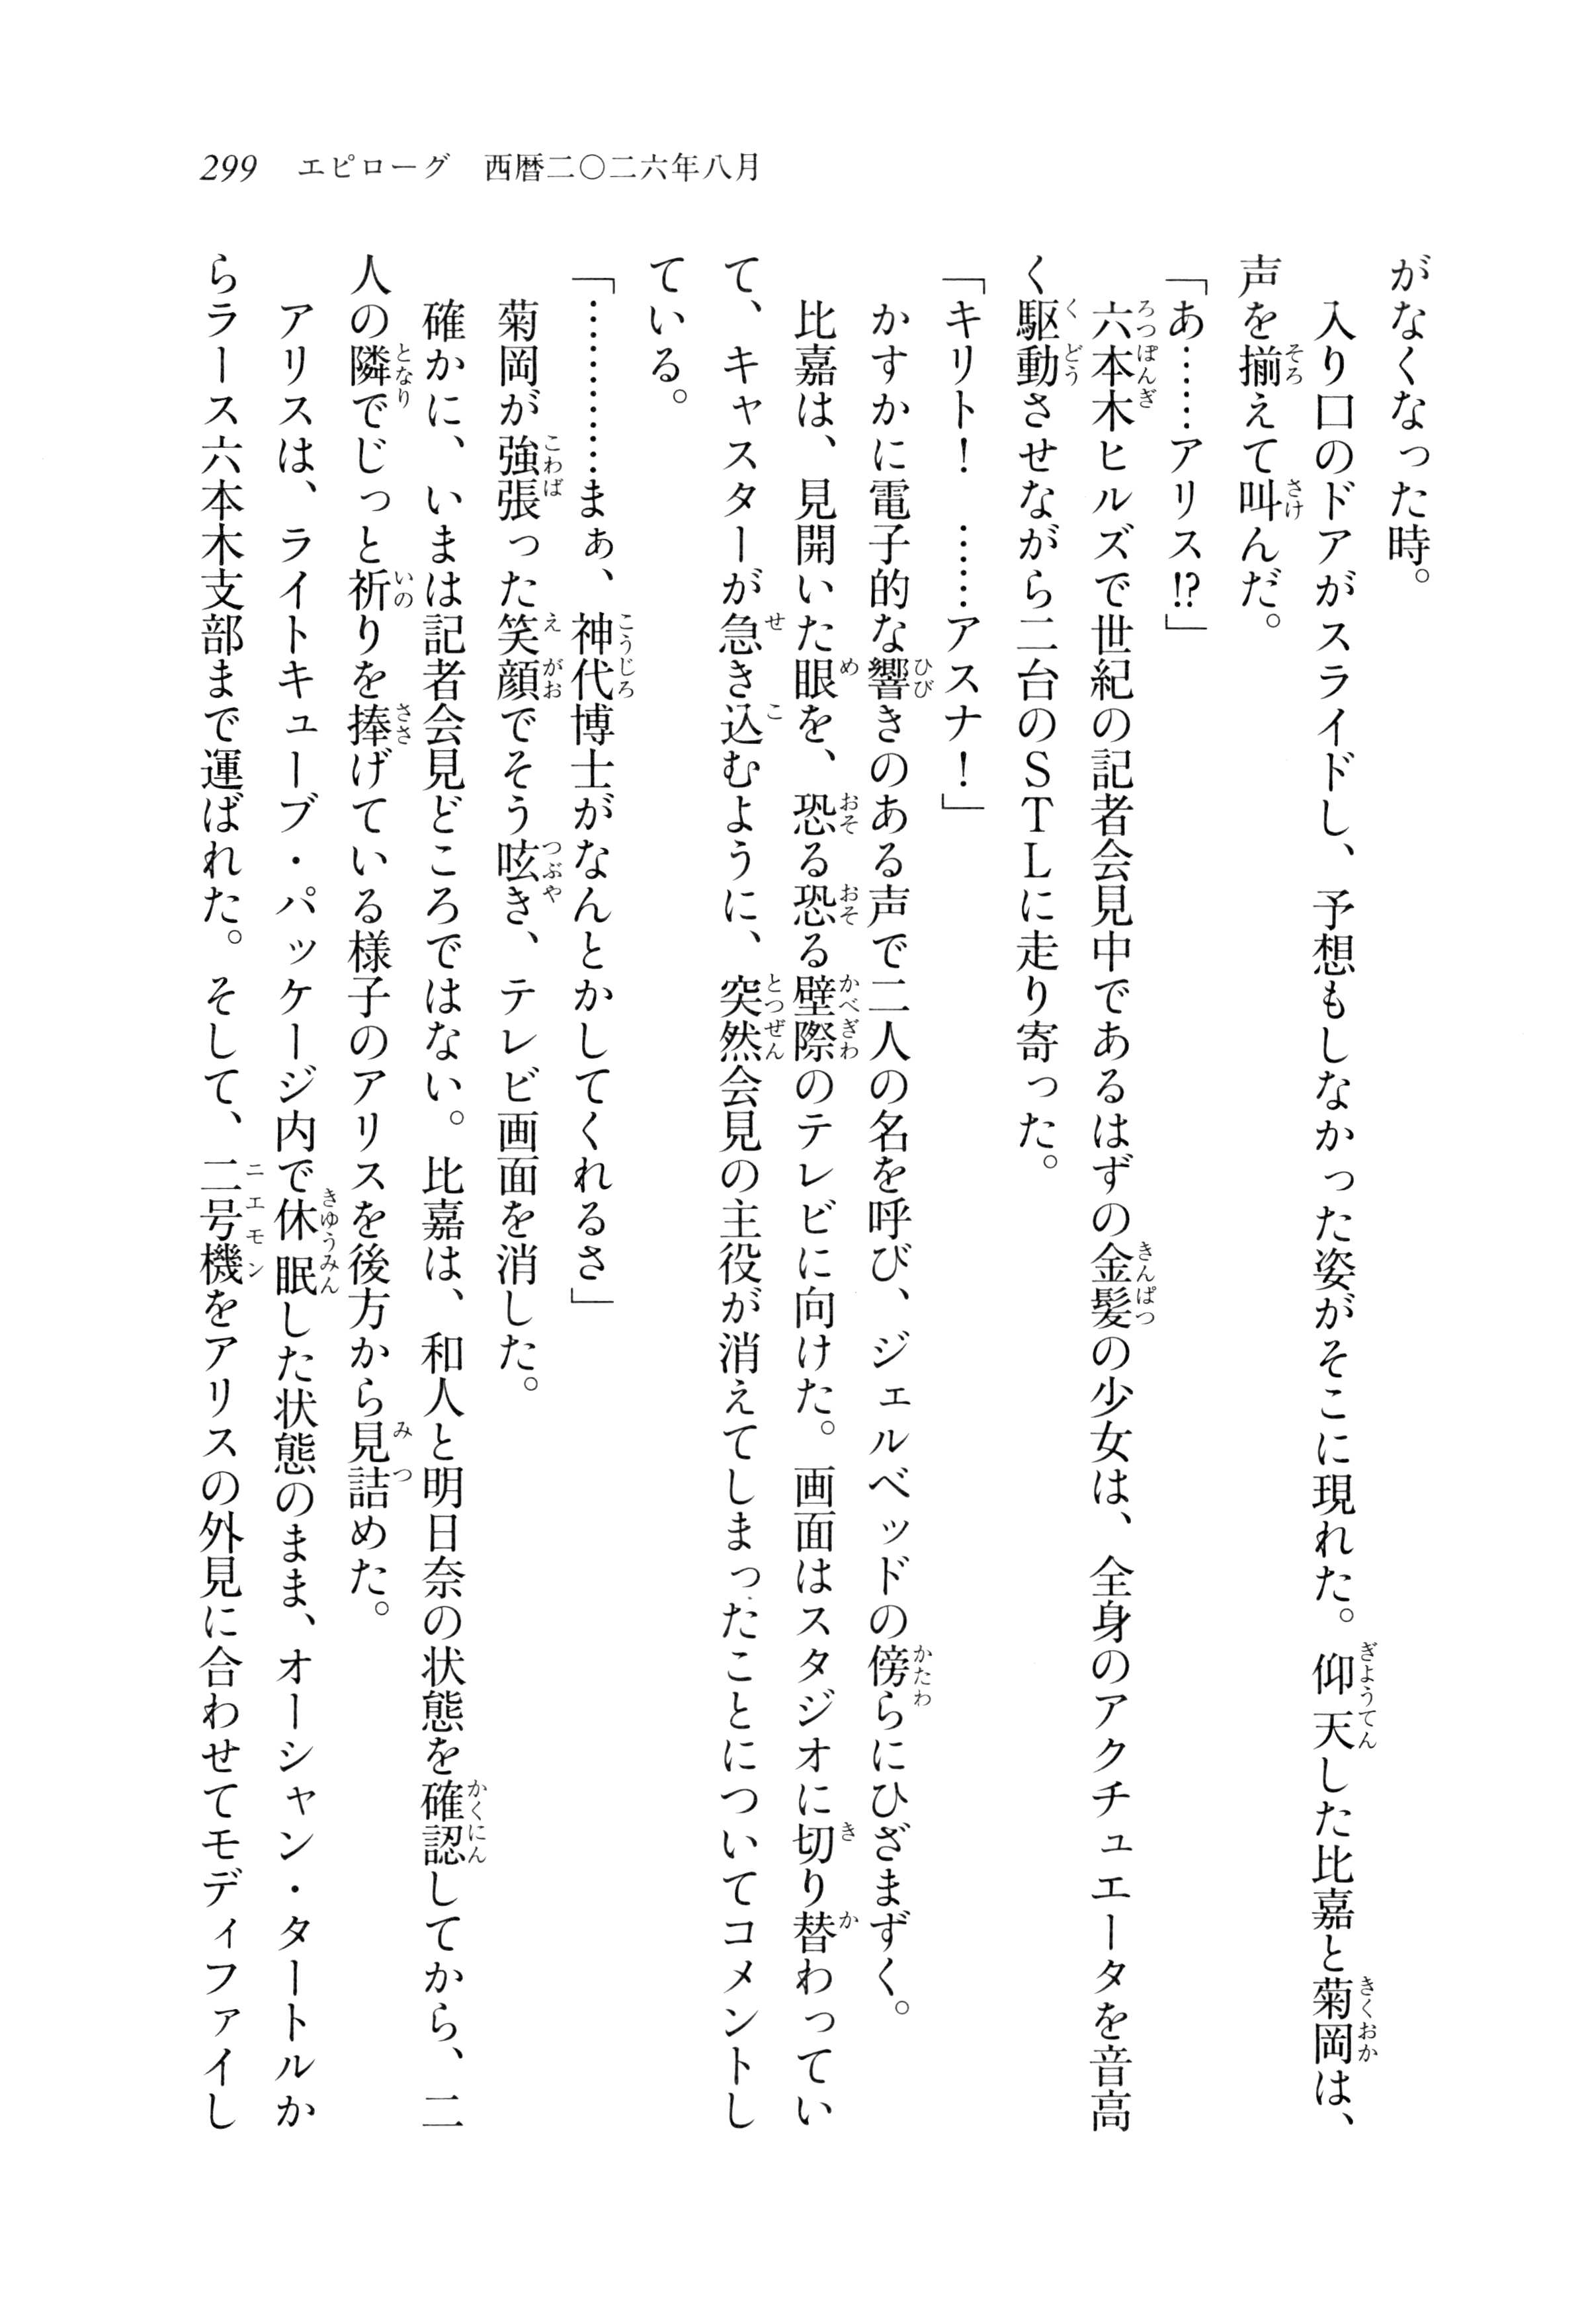 299　エピローグ　西暦二〇二六年八月
がなくなった時。
　入り口のドアがスライドし、予想もしなかった姿がそこに現れた。仰天した比嘉と菊岡は、
声を揃えて叫んだ。
「あ……アリス⁉」
　六本木ヒルズで世紀の記者会見中であるはずの金髪の少女は、全身のアクチュエータを音高
く駆動させながら二台のＳＴＬに走り寄った。
「キリト！　……アスナ！」
　かすかに電子的な響きのある声で二人の名を呼び、ジェルベッドの傍らにひざまずく。
　比嘉は、見開いた眼を、恐る恐る壁際のテレビに向けた。画面はスタジオに切り替わってい
て、キャスターが急き込むように、突然会見の主役が消えてしまったことについてコメントし
ている。
「…………まぁ、神代博士がなんとかしてくれるさ」
　菊岡が強張った笑顔でそう呟き、テレビ画面を消した。
　確かに、いまは記者会見どころではない。比嘉は、和人と明日奈の状態を確認してから、二
人の隣でじっと祈りを捧げている様子のアリスを後方から見詰めた。
　アリスは、ライトキューブ・パッケージ内で休眠した状態のまま、オーシャン・タートルか
らラース六本木支部まで運ばれた。そして、二号機をアリスの外見に合わせてモディファイし